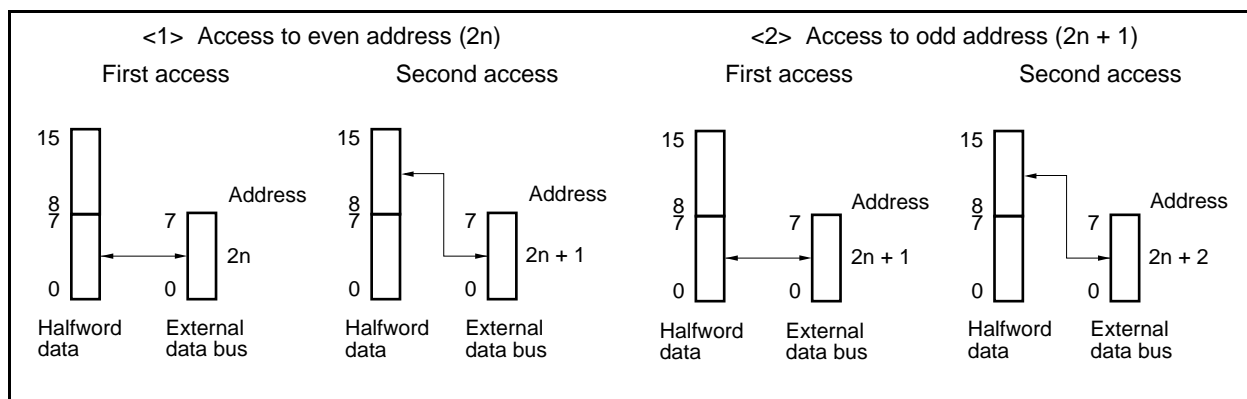 <1> Access to even address (2n)
First access
Second access
15
8
7
0
Halfword
data
Address
7
2n
0
External
data bus
15
8
7
0
Halfword
data
Address
7
2n + 1
0
External
data bus
<2> Access to odd address (2n + 1)
First access
Second access
15
8
7
0
Halfword
data
Address
7
2n + 1
0
External
data bus
15
8
7
0
Halfword
data
Address
7
2n + 2
0
External
data bus